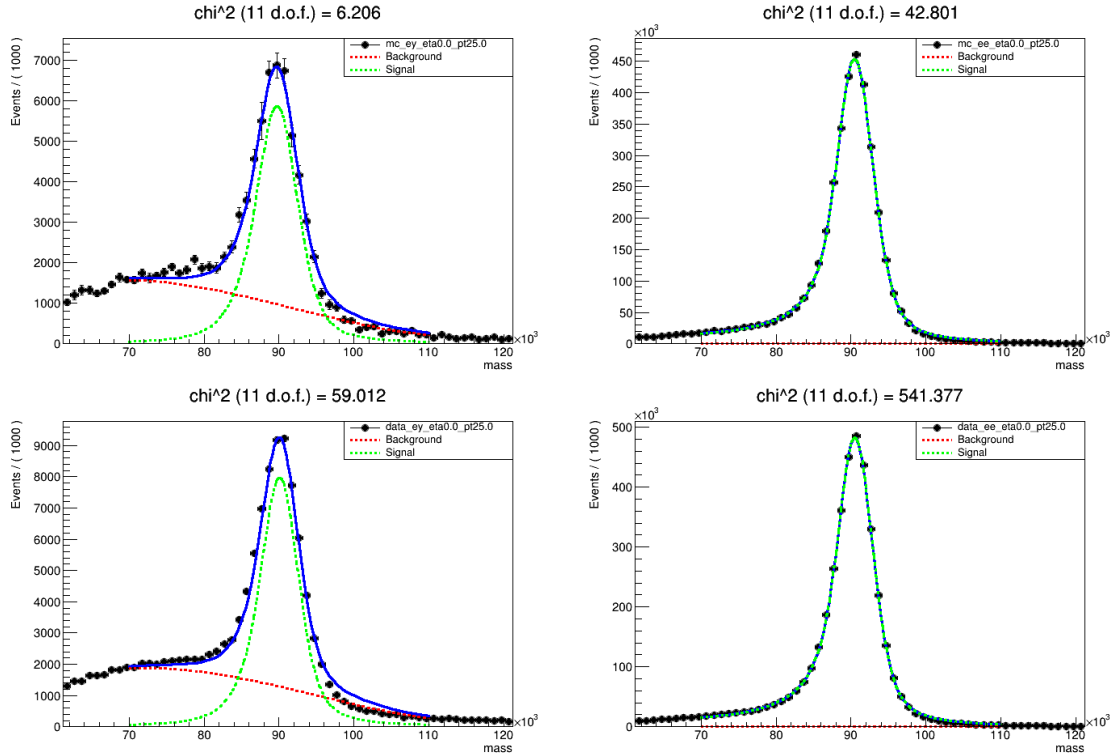 chi^2 (11 d.o.f.) = 6.206
Events / ( 1000 )
mc_ey_eta0.0_pt25.0
Background
Signal
7000
6000
5000
4000
3000
2000
1000
0
70 80 90 100 110 120 ×10³
mass
chi^2 (11 d.o.f.) = 42.801
×10³
Events / ( 1000 )
mc_ee_eta0.0_pt25.0
Background
Signal
450
400
350
300
250
200
150
100
50
0
70 80 90 100 110 120 ×10³
mass
chi^2 (11 d.o.f.) = 59.012
Events / ( 1000 )
data_ey_eta0.0_pt25.0
Background
Signal
9000
8000
7000
6000
5000
4000
3000
2000
1000
0
70 80 90 100 110 120 ×10³
mass
chi^2 (11 d.o.f.) = 541.377
×10³
Events / ( 1000 )
data_ee_eta0.0_pt25.0
Background
Signal
500
400
300
200
100
0
70 80 90 100 110 120 ×10³
mass